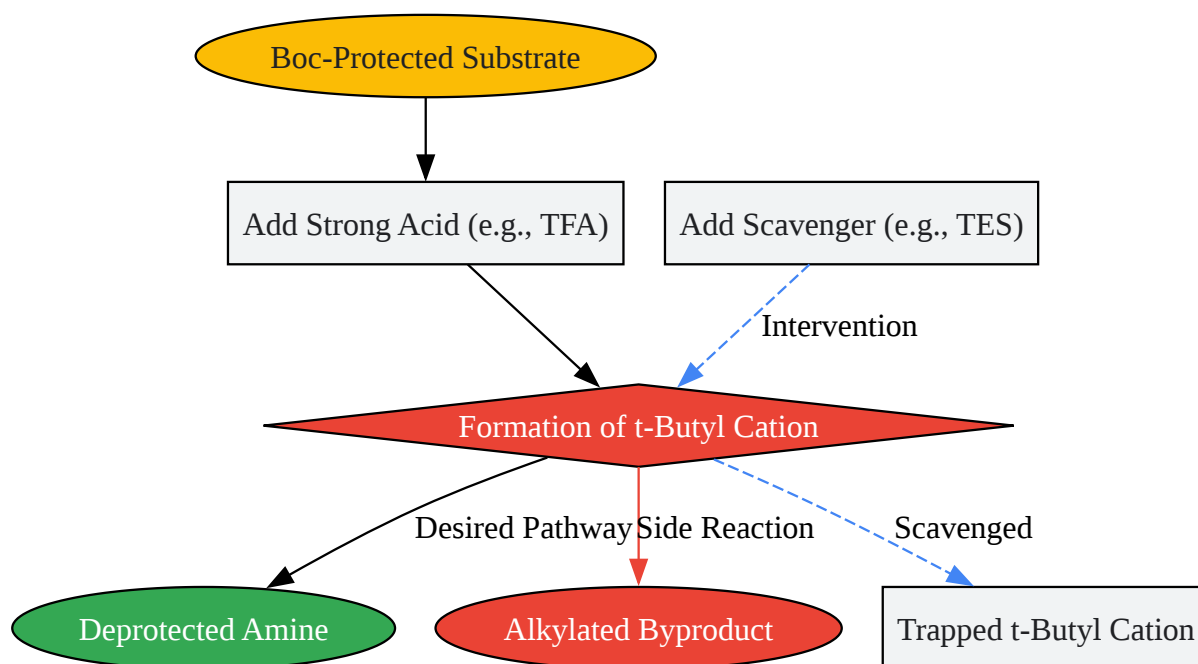 Boc-Protected Substrate
Add Strong Acid (e.g., TFA)
Add Scavenger (e.g., TES)
Intervention
Formation of t-Butyl Cation
Desired Pathway
Side Reaction
Scavenged
Deprotected Amine
Alkylated Byproduct
Trapped t-Butyl Cation